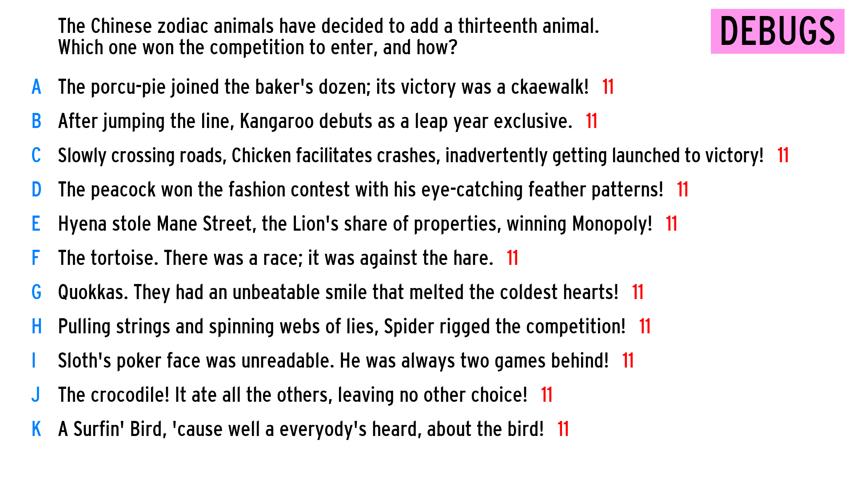 The Chinese zodiac animals have decided to add a thirteenth animal.
Which one won the competition to enter, and how?
DEBUGS
A The porcu-pie joined the baker's dozen; its victory was a ckaewalk! 11
B After jumping the line, Kangaroo debuts as a leap year exclusive. 11
C Slowly crossing roads, Chicken facilitates crashes, inadvertently getting launched to victory! 11
D The peacock won the fashion contest with his eye-catching feather patterns! 11
E Hyena stole Mane Street, the Lion's share of properties, winning Monopoly! 11
F The tortoise. There was a race; it was against the hare. 11
G Quokkas. They had an unbeatable smile that melted the coldest hearts! 11
H Pulling strings and spinning webs of lies, Spider rigged the competition! 11
I Sloth's poker face was unreadable. He was always two games behind! 11
J The crocodile! It ate all the others, leaving no other choice! 11
K A Surfin' Bird, 'cause well a everyody's heard, about the bird! 11